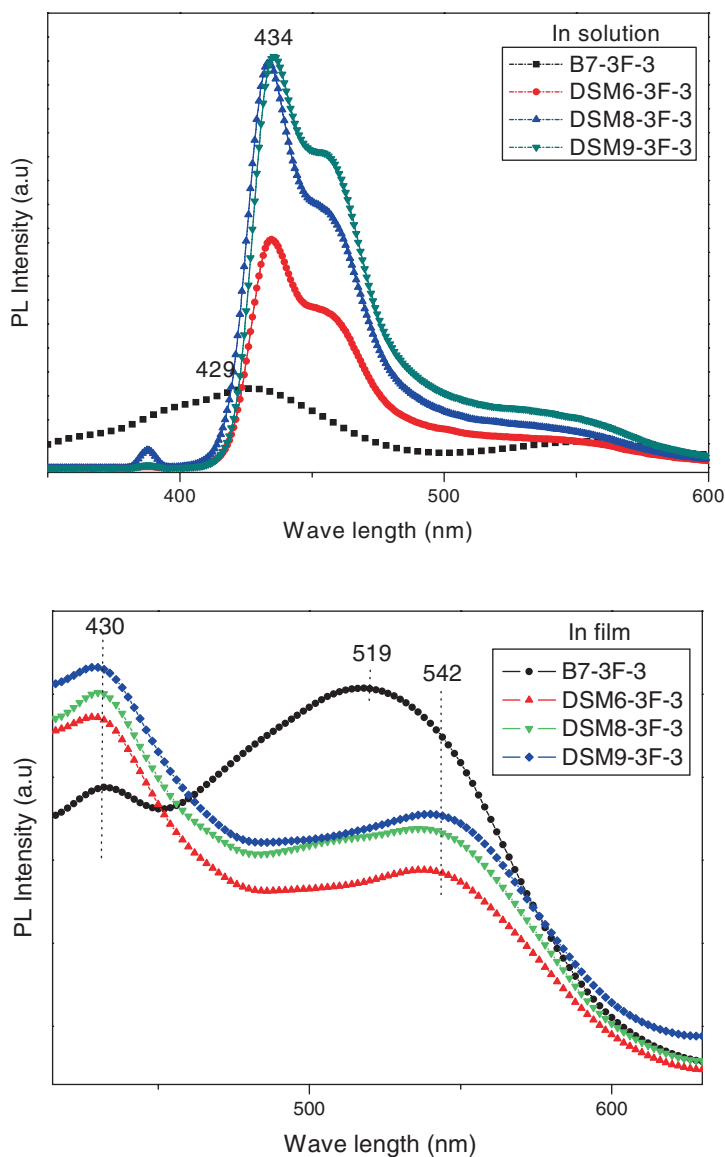 434
In solution
B7-3F-3
DSM6-3F-3
DSM8-3F-3
DSM9-3F-3
PL Intensity (a.u)
429
400
500
600
Wave length (nm)
430
519
542
In film
B7-3F-3
DSM6-3F-3
DSM8-3F-3
DSM9-3F-3
PL Intensity (a.u)
500
600
Wave length (nm)